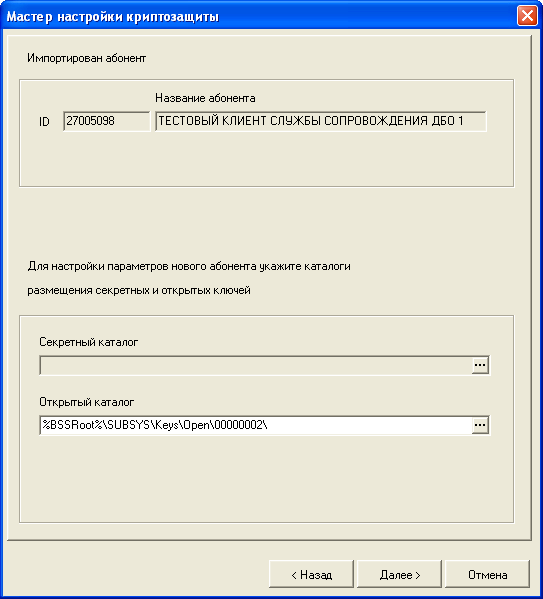 Мастер настройки криптозащиты
Импортирован абонент
Название абонента
ID 27005098 ТЕСТОВЫЙ КЛИЕНТ СЛУЖБЫ СОПРОВОЖДЕНИЯ ДБО 1
Для настройки параметров нового абонента укажите каталоги
размещения секретных и открытых ключей
Секретный каталог
...
Открытый каталог
%BSSRoot%\SUBSYS\Keys\Open\00000002\ ...
< Назад Далее > Отмена